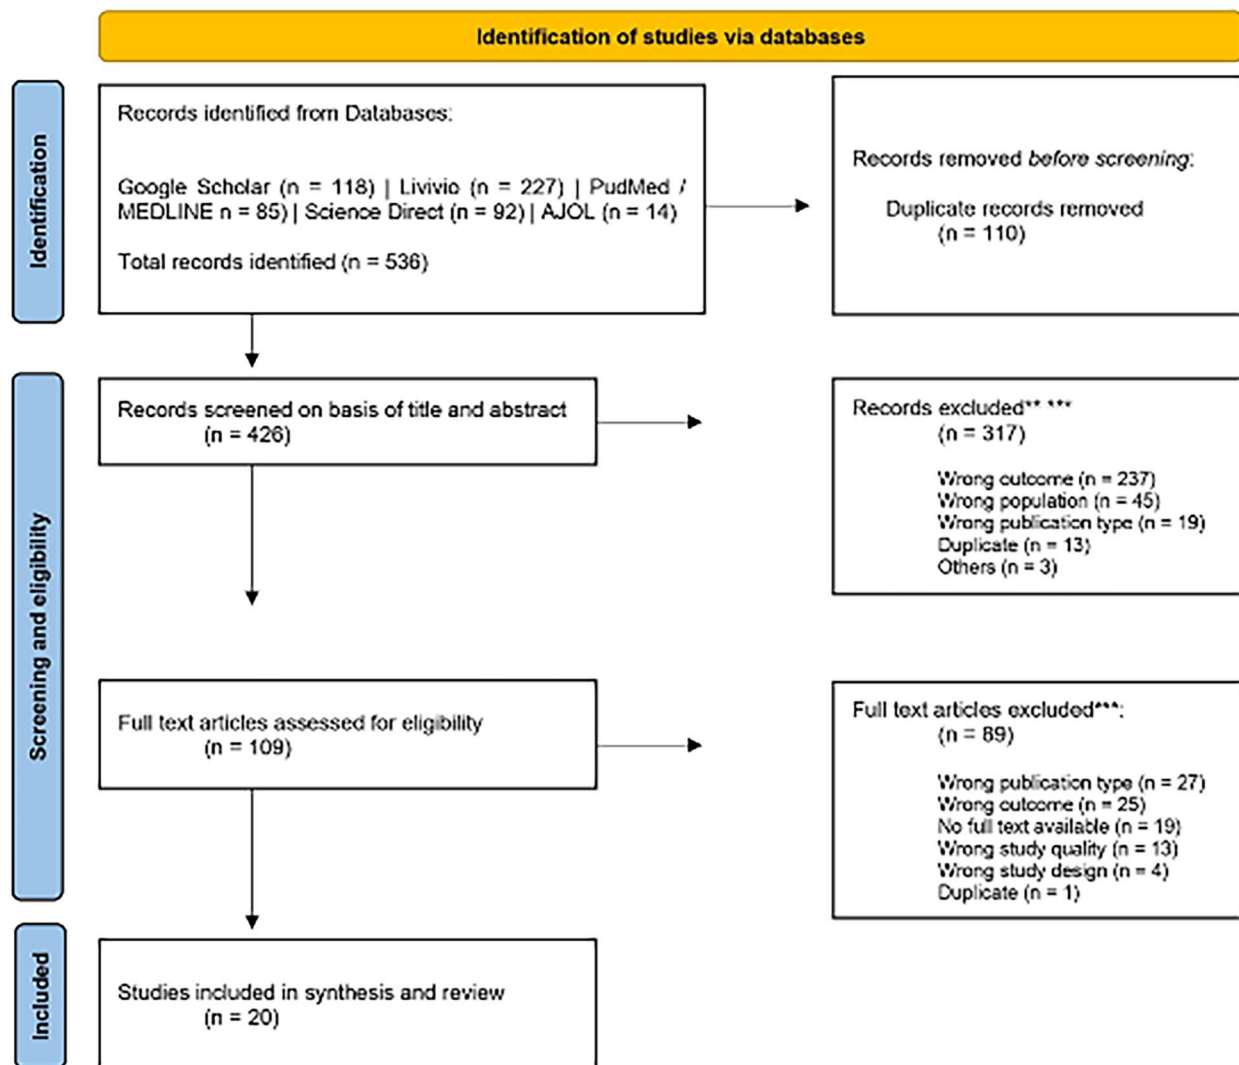 Identification of studies via databases
Identification
Records identified from Databases:
Google Scholar (n = 118) | Livivio (n = 227) | PudMed /
MEDLINE n = 85) | Science Direct (n = 92) | AJOL (n = 14)
Total records identified (n = 536)
Records removed before screening:
Duplicate records removed
(n = 110)
Screening and eligibility
Records screened on basis of title and abstract
(n = 426)
Records excluded** ***
(n = 317)
Wrong outcome (n = 237)
Wrong population (n = 45)
Wrong publication type (n = 19)
Duplicate (n = 13)
Others (n = 3)
Full text articles assessed for eligibility
(n = 109)
Full text articles excluded***:
(n = 89)
Wrong publication type (n = 27)
Wrong outcome (n = 25)
No full text available (n = 19)
Wrong study quality (n = 13)
Wrong study design (n = 4)
Duplicate (n = 1)
Included
Studies included in synthesis and review
(n = 20)